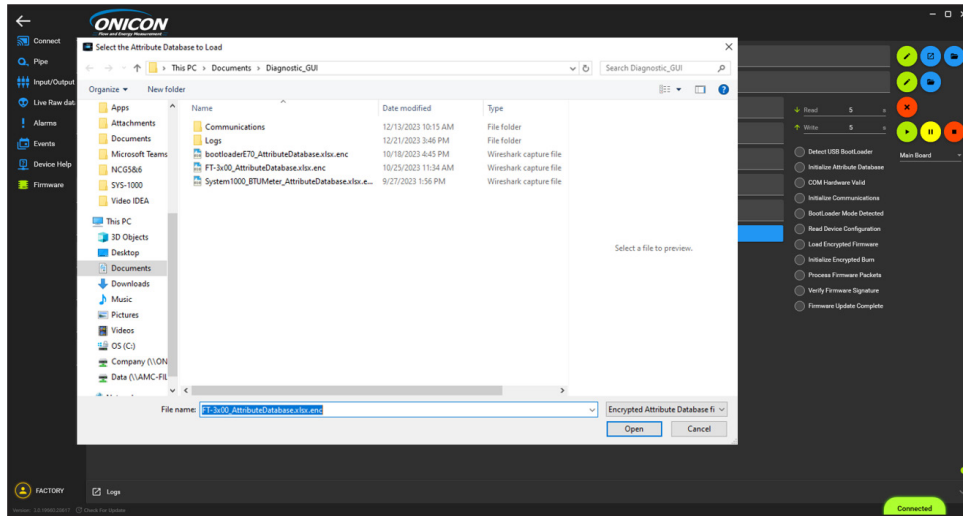 ONICON
Flow and Energy Measurement
Connect
Pipe
Input/Output
Live Raw dat
Alarms
Events
Device Help
Firmware
Select the Attribute Database to Load
This PC > Documents > Diagnostic_GUI
Search Diagnostic_GUI
Organize
New folder
Apps
Attachments
Documents
Microsoft Teams
NCG5&6
SYS-1000
Video IDEA
This PC
3D Objects
Desktop
Documents
Downloads
Music
Pictures
Videos
OS (C:)
Company (\\ON
Data (\\AMC-FIL
Name Date modified Type
Communications 12/13/2023 10:15 AM File folder
Logs 12/21/2023 3:46 PM File folder
bootloaderE70_AttributeDatabase.xlsx.enc 10/18/2023 4:45 PM Wireshark capture file
FT-3x00_AttributeDatabase.xlsx.enc 10/25/2023 11:34 AM Wireshark capture file
System1000_BTUMeter_AttributeDatabase.xlsx.e... 9/27/2023 1:56 PM Wireshark capture file
Select a file to preview.
File name: FT-3x00_AttributeDatabase.xlsx.enc
Encrypted Attribute Database fi
Open Cancel
Read 5 s
Write 5 s
Detect USB BootLoader
Initialize Attribute Database
COM Hardware Valid
Initialize Communications
BootLoader Mode Detected
Read Device Configuration
Load Encrypted Firmware
Initialize Encrypted Burn
Process Firmware Packets
Verify Firmware Signature
Firmware Update Complete
Main Board
FACTORY
Logs
Check For Update
Connected